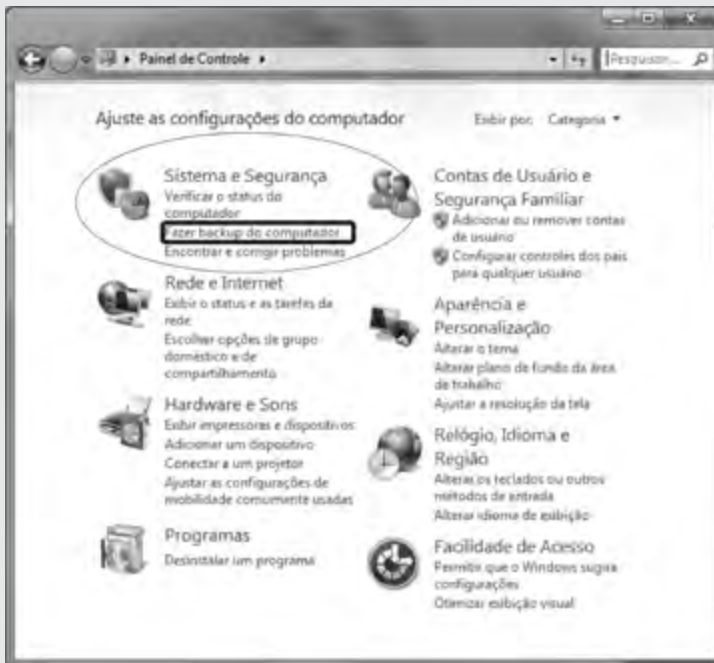 Painel de Controle
Pesquisar...
Ajuste as configurações do computador
Exibir por: Categoria
Sistema e Segurança
Verificar o status do
computador
Fazer backup do computador
Encontrar e corrigir problemas
Rede e Internet
Exibir o status e as tarefas da
rede
Escolher opções de grupo
doméstico e de
compartilhamento
Hardware e Sons
Exibir impressoras e dispositivos
Adicionar um dispositivo
Conectar a um projetor
Ajustar as configurações de
mobilidade comumente usadas
Programas
Desinstalar um programa
Contas de Usuário e
Segurança Familiar
Adicionar ou remover contas
de usuário
Configurar controles dos pais
para qualquer usuário
Aparência e
Personalização
Alterar o tema
Alterar plano de fundo da área
de trabalho
Ajustar a resolução da tela
Relógio, Idioma e
Região
Alterar os teclados ou outros
métodos de entrada
Alterar idioma de exibição
Facilidade de Acesso
Permitir que o Windows sugira
configurações
Otimizar exibição visual